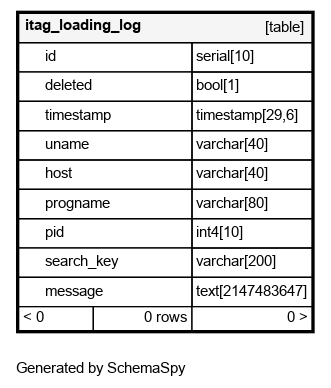 itag_loading_log [table]
id serial[10]
deleted bool[1]
timestamp timestamp[29,6]
uname varchar[40]
host varchar[40]
progname varchar[80]
pid int4[10]
search_key varchar[200]
message text[2147483647]
< 0 0 rows 0 >
Generated by SchemaSpy